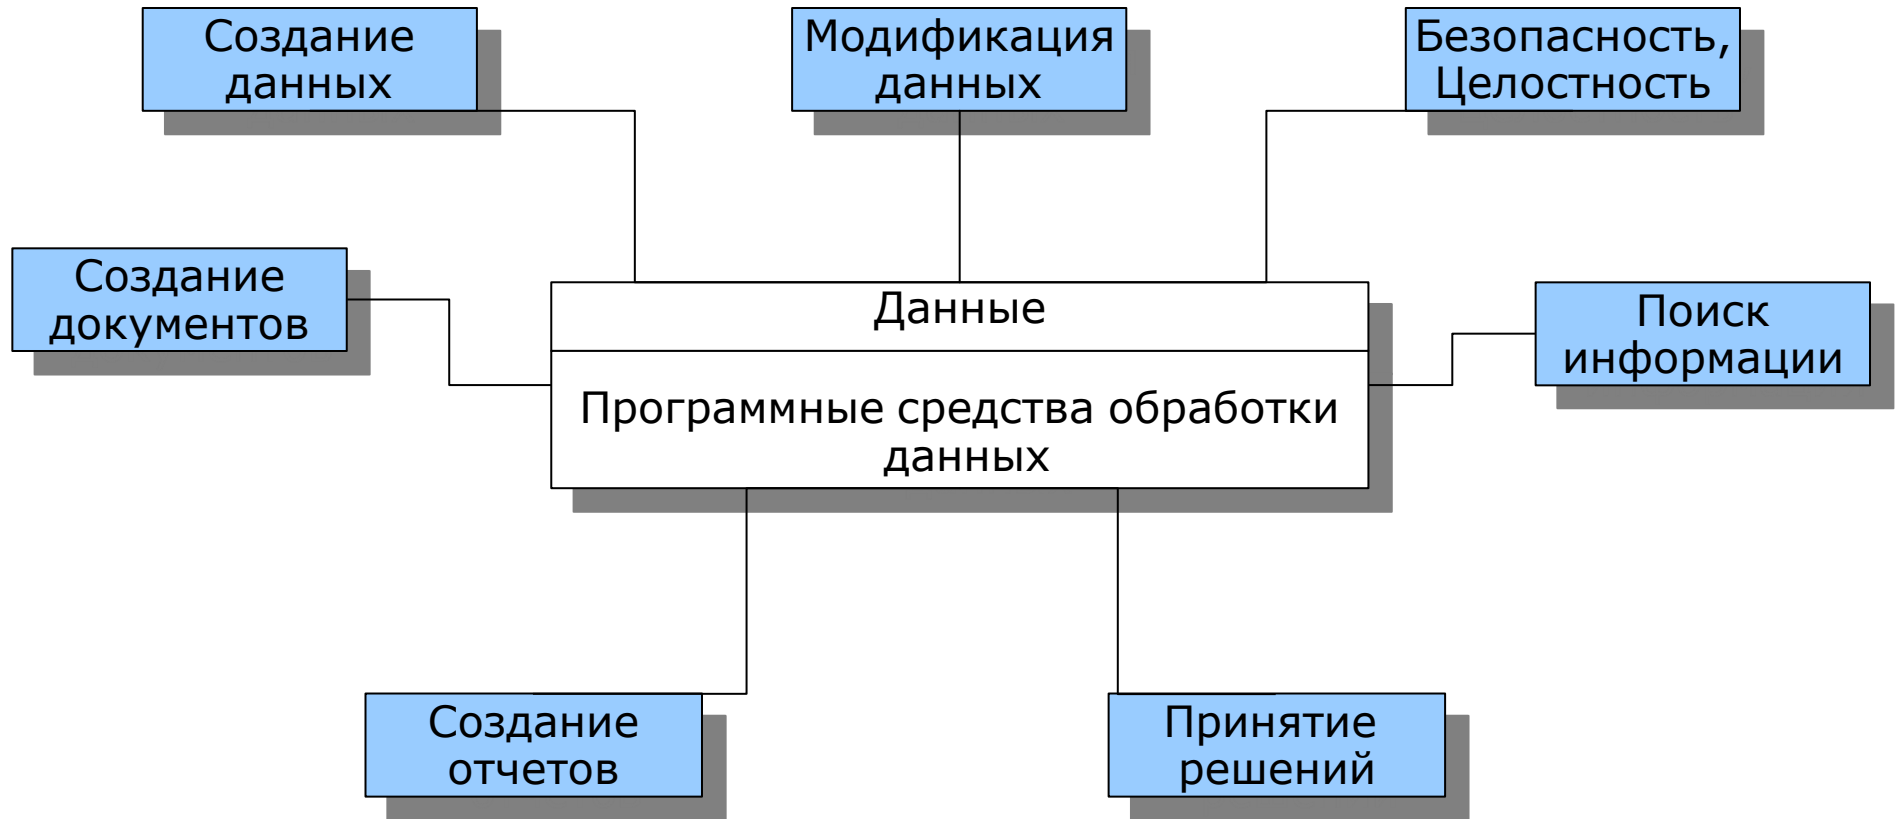 Создание
данных
Модификация
данных
Безопасность,
Целостность
Создание
документов
Данные
Программные средства обработки
данных
Поиск
информации
Создание
отчетов
Принятие
решений